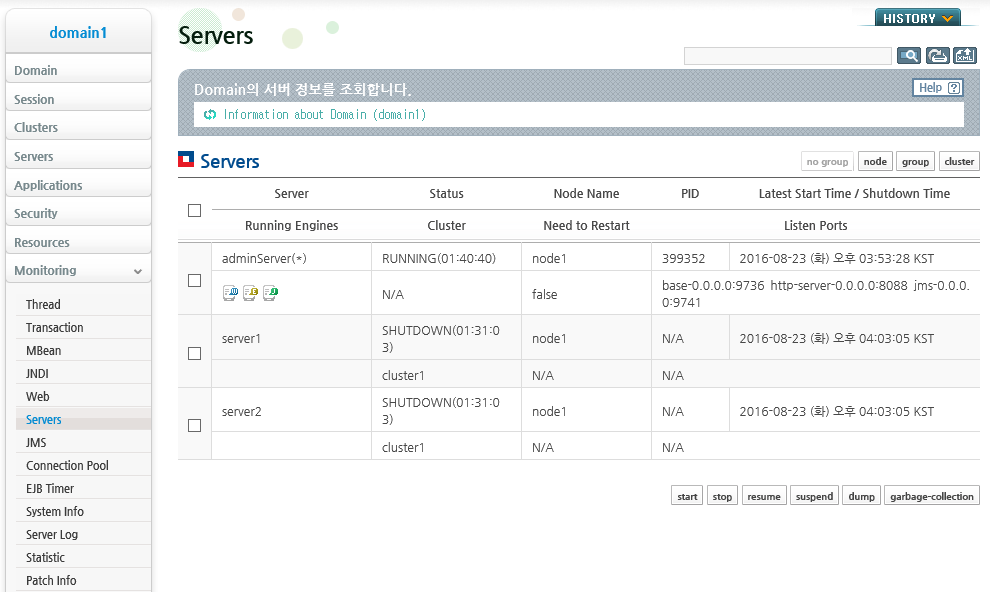 domain1
Domain
Session
Clusters
Servers
Applications
Security
Resources
Monitoring
Thread
Transaction
MBean
JNDI
Web
Servers
JMS
Connection Pool
EJB Timer
System Info
Server Log
Statistic
Patch Info
Servers
HISTORY
XML
Domain의 서버 정보를 조회합니다.
Help ?
Information about Domain (domain1)
Servers
no group node group cluster
Server Status Node Name PID Latest Start Time / Shutdown Time
Running Engines Cluster Need to Restart Listen Ports
adminServer(*) RUNNING(01:40:40) node1 399352 2016-08-23 (화) 오후 03:53:28 KST
N/A false base-0.0.0.0:9736 http-server-0.0.0.0:8088 jms-0.0.0.
0:9741
server1 SHUTDOWN(01:31:0
3) node1 N/A 2016-08-23 (화) 오후 04:03:05 KST
cluster1 N/A N/A
server2 SHUTDOWN(01:31:0
3) node1 N/A 2016-08-23 (화) 오후 04:03:05 KST
cluster1 N/A N/A
start stop resume suspend dump garbage-collection